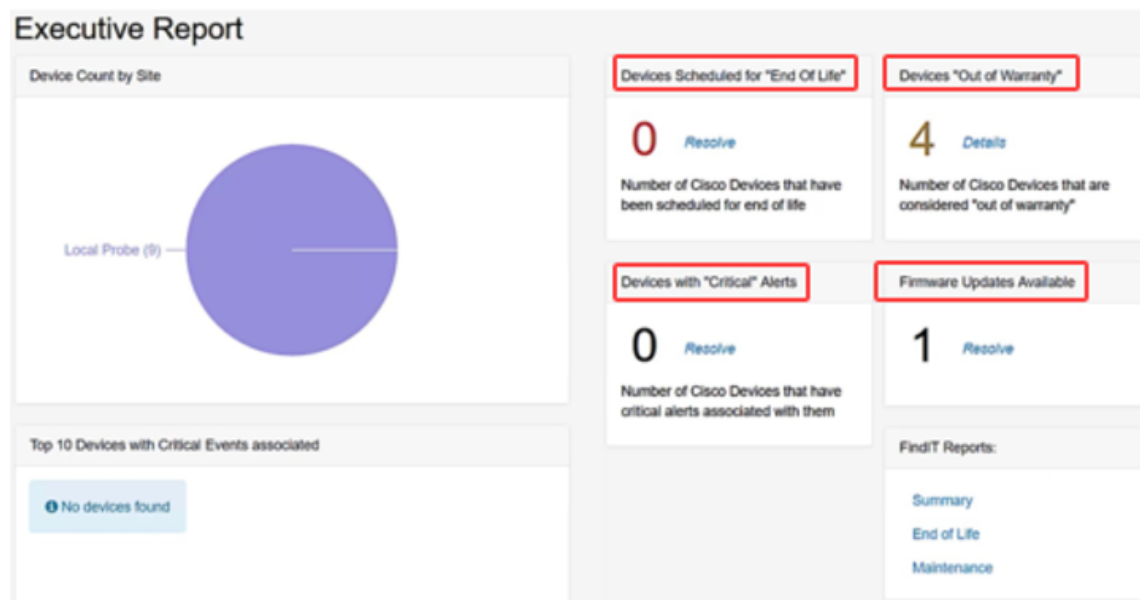 Executive Report
Device Count by Site
Local Probe (9)
Top 10 Devices with Critical Events associated
No devices found
Devices Scheduled for "End Of Life"
0 Resolve
Number of Cisco Devices that have
been scheduled for end of life
Devices "Out of Warranty"
4 Details
Number of Cisco Devices that are
considered "out of warranty"
Devices with "Critical" Alerts
0 Resolve
Number of Cisco Devices that have
critical alerts associated with them
Firmware Updates Available
1 Resolve
FindIT Reports:
Summary
End of Life
Maintenance